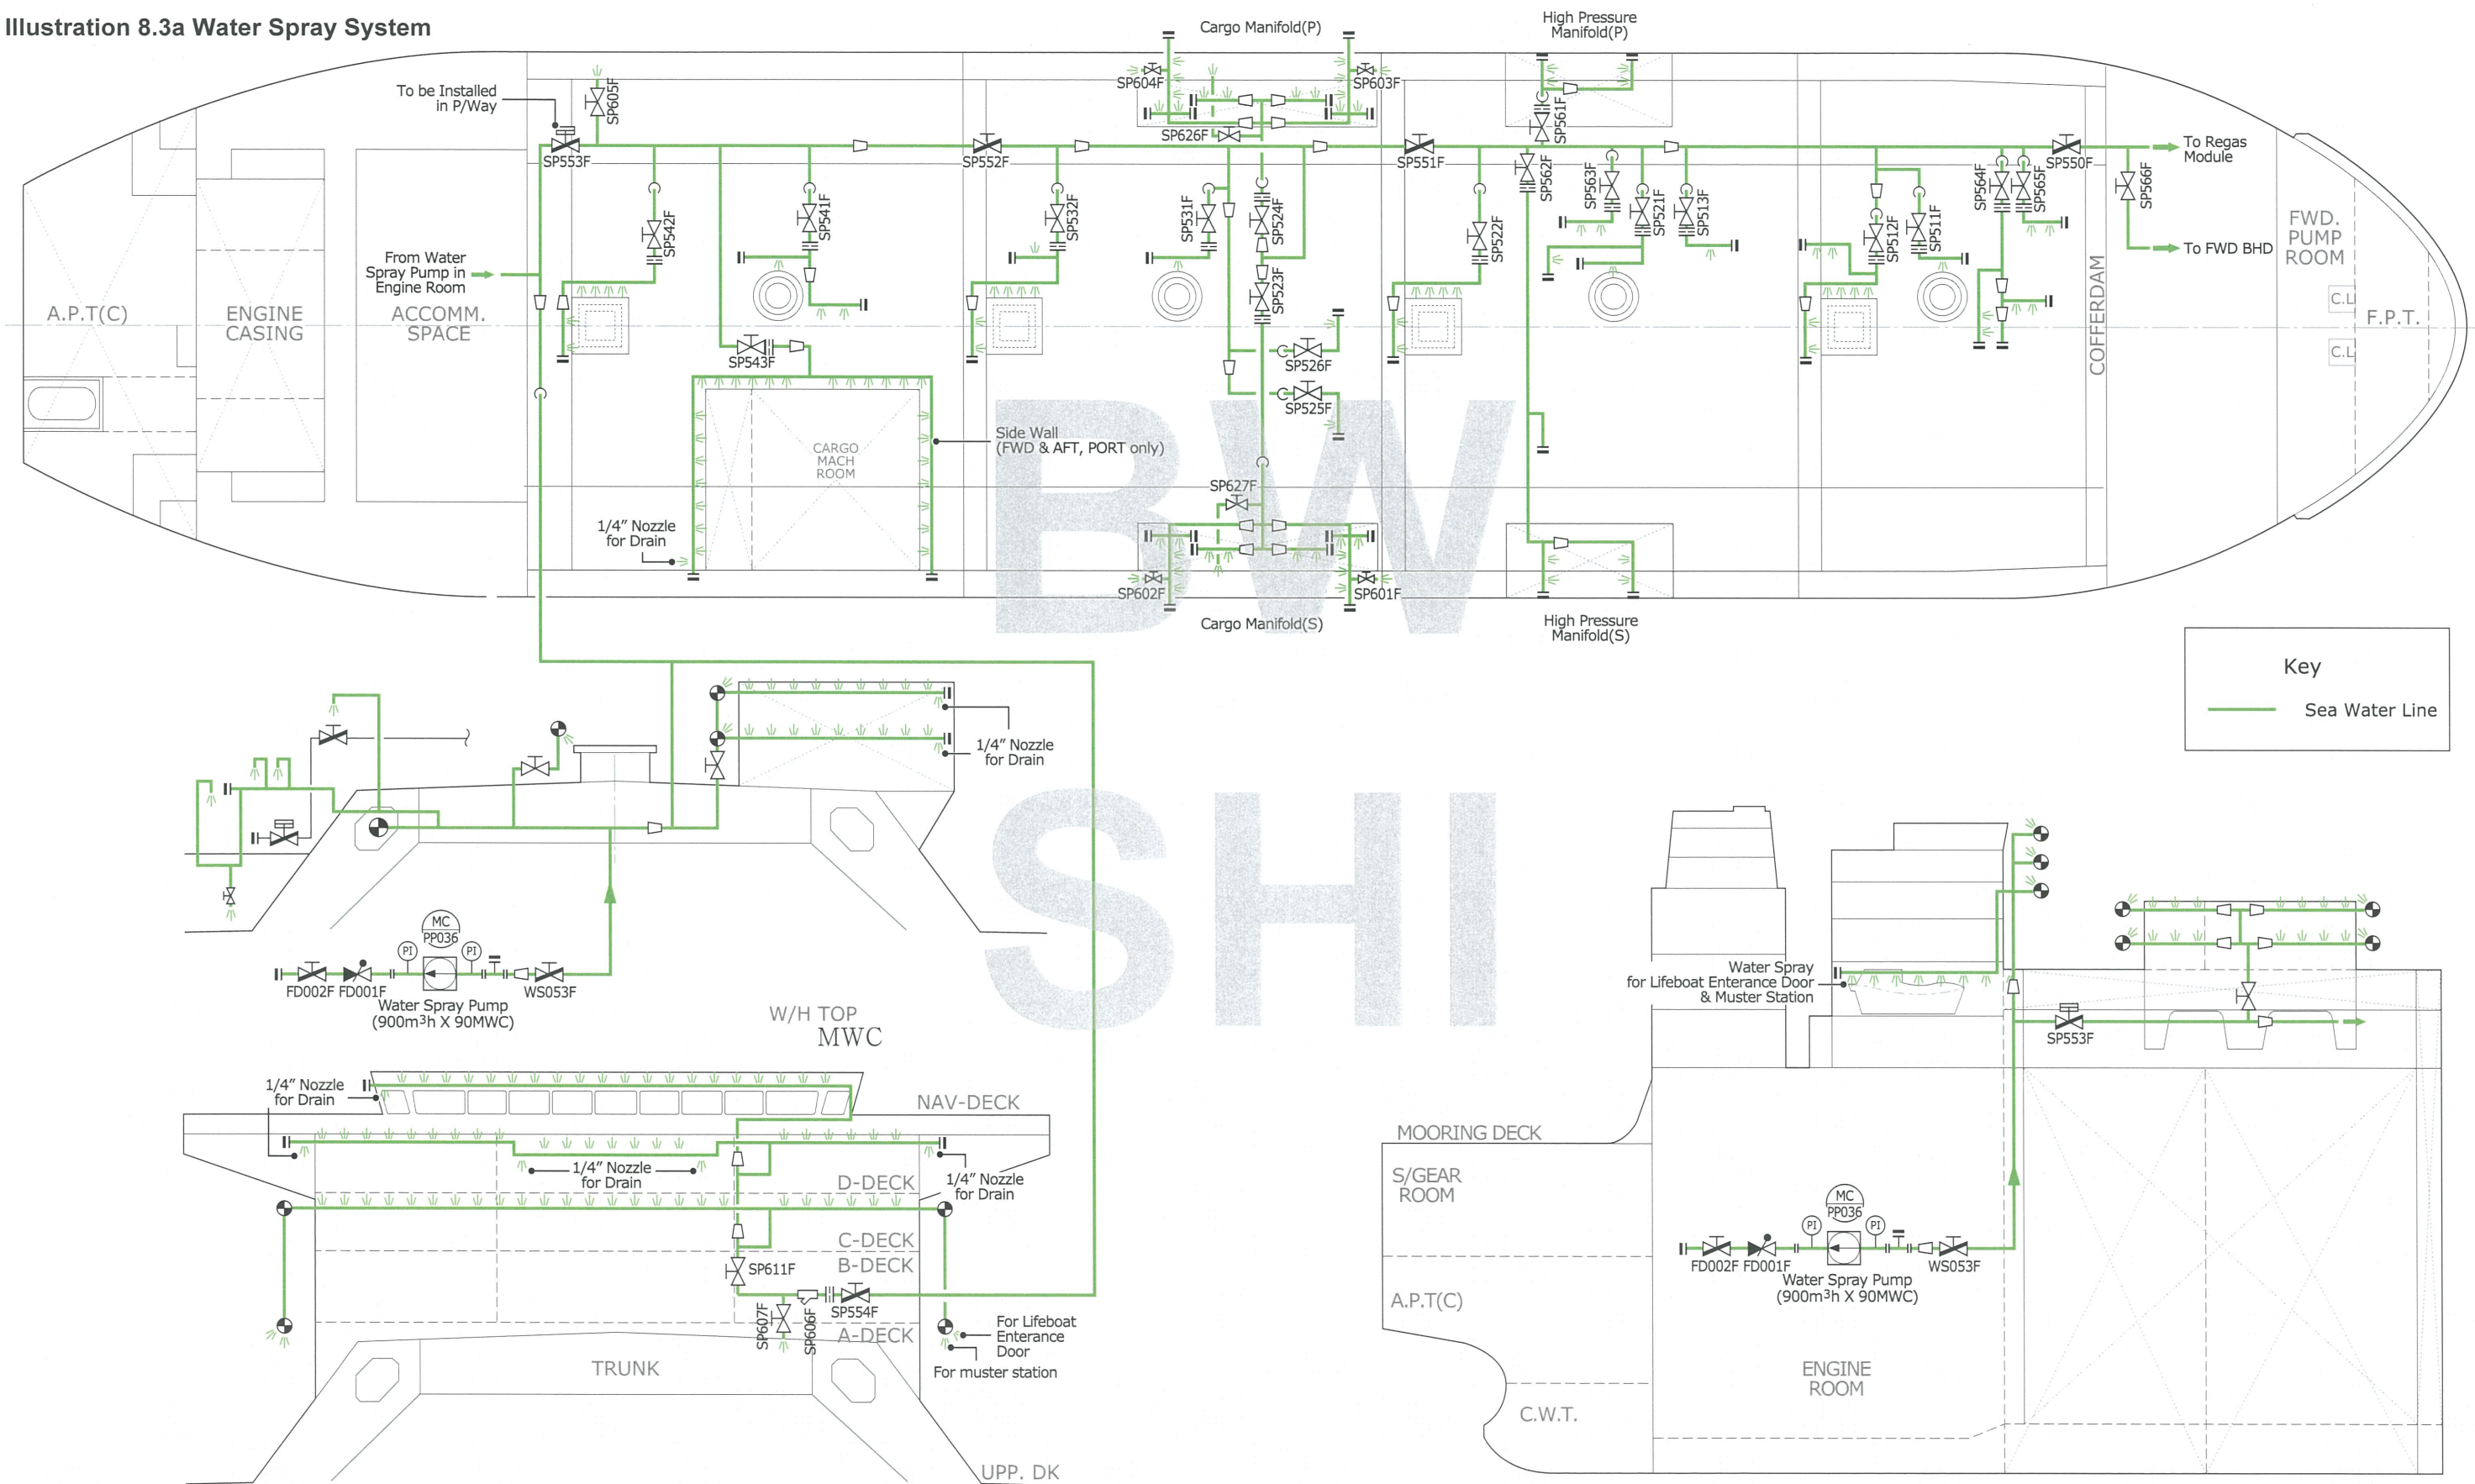 Illustration 8.3a Water Spray System
Cargo Manifold(P)
High Pressure
Manifold(P)
To be Installed
in P/Way
SP605F
SP604F
SP603F
SP561F
SP626F
SP553F
SP552F
SP551F
SP550F
To Regas
Module
SP562F
SP563F
SP564F
SP565F
SP566F
SP542F
SP541F
SP532F
SP531F
SP524F
SP522F
SP521F
SP513F
SP512F
SP511F
From Water
Spray Pump in
Engine Room
To FWD BHD
FWD.
PUMP
ROOM
A.P.T(C)
ENGINE
CASING
ACCOMM.
SPACE
SP523F
COFFERDAM
C.L
C.L
F.P.T.
SP543F
SP526F
SP525F
Side Wall
(FWD & AFT, PORT only)
CARGO
MACH
ROOM
BW
SP627F
1/4" Nozzle
for Drain
SP602F
SP601F
Cargo Manifold(S)
High Pressure
Manifold(S)
Key
Sea Water Line
1/4" Nozzle
for Drain
SHI
MC
PP036
PI
PI
FD002F
FD001F
WS053F
Water Spray Pump
(900m³h X 90MWC)
W/H TOP
MWC
Water Spray
for Lifeboat Enterance Door
& Muster Station
SP553F
1/4" Nozzle
for Drain
NAV-DECK
1/4" Nozzle
for Drain
1/4" Nozzle
for Drain
D-DECK
C-DECK
B-DECK
SP611F
SP554F
SP607F
SP606F
A-DECK
For Lifeboat
Enterance
Door
For muster station
TRUNK
UPP. DK
MOORING DECK
S/GEAR
ROOM
MC
PP036
PI
PI
FD002F
FD001F
WS053F
Water Spray Pump
(900m³h X 90MWC)
A.P.T(C)
ENGINE
ROOM
C.W.T.